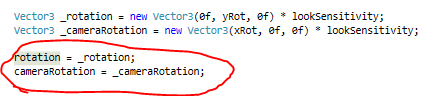 Vector3 _rotation = new Vector3(0f, yRot, 0f) * lookSensitivity;
Vector3 _cameraRotation = new Vector3(xRot, 0f, 0f) * lookSensitivity;
rotation = _rotation;
cameraRotation = _cameraRotation;